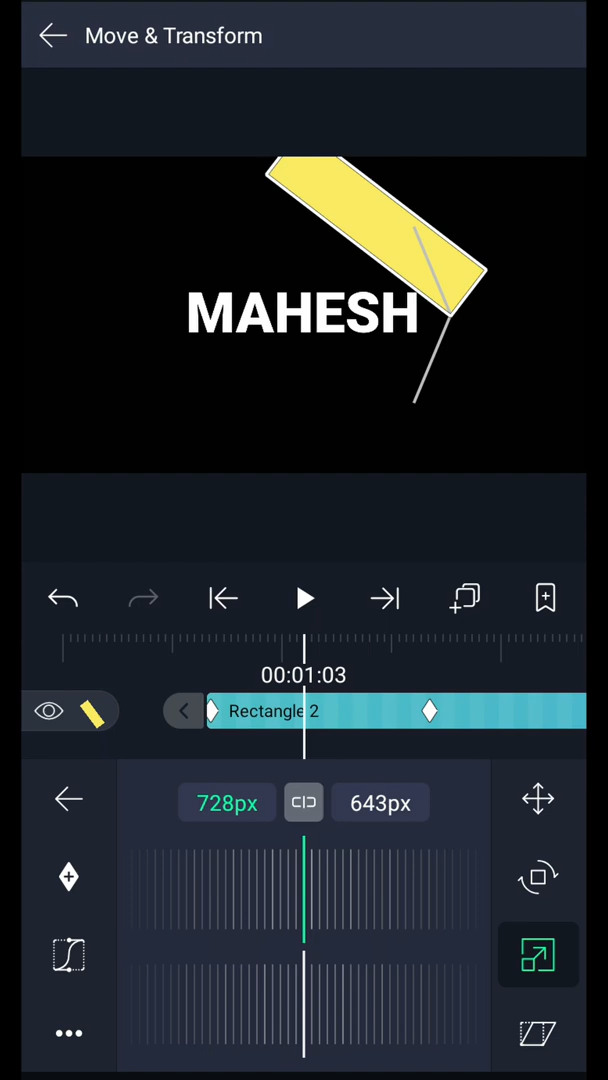 Move & Transform
MAHESH
00:01:03
Rectangle 2
728px
643px